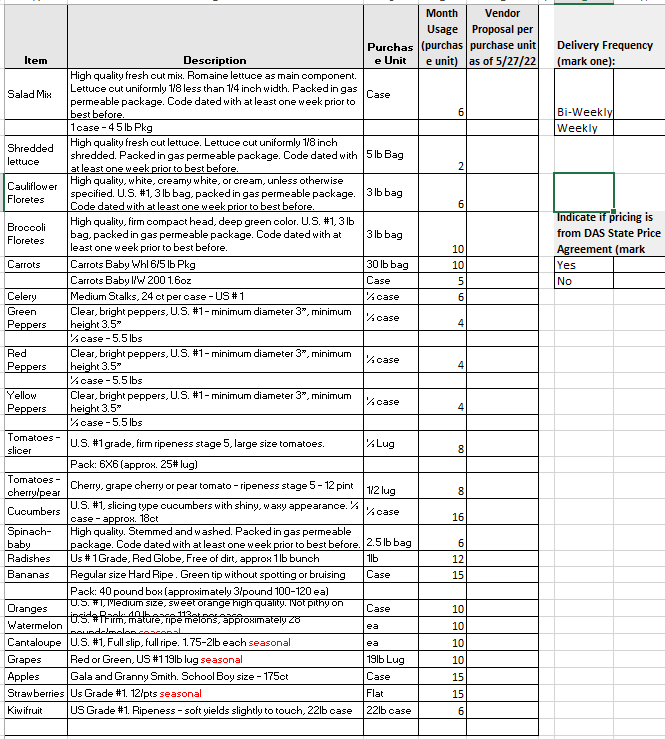 Item Description Purchas e Unit Month Usage (purchas e unit) Vendor Proposal per purchase unit as of 5/27/22
Delivery Frequency (mark one):
Salad Mix
High quality fresh cut mix. Romaine lettuce as main component.
Lettuce cut uniformly 1/8 less than 1/4 inch width. Packed in gas
permeable package. Code dated with at least one week prior to
best before.
Case 6
Bi-Weekly
1 case - 4 5 lb Pkg
Weekly
Shredded lettuce
High quality fresh cut lettuce. Lettuce cut uniformly 1/8 inch
shredded. Packed in gas permeable package. Code dated with
at least one week prior to best before.
5 lb Bag 2
Cauliflower Floretes
High quality, white, creamy white, or cream, unless otherwise
specified. U.S. #1, 3 lb bag, packed in gas permeable package.
Code dated with at least one week prior to best before.
3 lb bag 6
Broccoli Floretes
High quality, firm compact head, deep green color. U.S. #1, 3 lb
bag, packed in gas permeable package. Code dated with at
least one week prior to best before.
3 lb bag 10
Indicate if pricing is
from DAS State Price
Agreement (mark
Carrots Carrots Baby Whl 6/5 lb Pkg 30 lb bag 10
Yes
Carrots Baby I/W 200 1.6oz Case 5
No
Celery Medium Stalks, 24 ct per case - US # 1 ½ case 6
Green Peppers
Clear, bright peppers, U.S. #1 - minimum diameter 3", minimum
height 3.5"
½ case 4
½ case - 5.5 lbs
Red Peppers
Clear, bright peppers, U.S. #1 - minimum diameter 3", minimum
height 3.5"
½ case 4
½ case - 5.5 lbs
Yellow Peppers
Clear, bright peppers, U.S. #1 - minimum diameter 3", minimum
height 3.5"
½ case 4
½ case - 5.5 lbs
Tomatoes - slicer
U.S. #1 grade, firm ripeness stage 5, large size tomatoes.
½ Lug 8
Pack: 6X6 (approx. 25# lug)
Tomatoes - cherry/pear
Cherry, grape cherry or pear tomato - ripeness stage 5 - 12 pint
1/2 lug 8
Cucumbers
U.S. #1, slicing type cucumbers with shiny, waxy appearance. ½
case - approx. 18ct
½ case 16
Spinach- baby
High quality. Stemmed and washed. Packed in gas permeable
package. Code dated with at least one week prior to best before.
2.5 lb bag 6
Radishes Us # 1 Grade, Red Globe, Free of dirt, approx 1 lb bunch 1lb 12
Bananas Regular size Hard Ripe. Green tip without spotting or bruising Case 15
Pack: 40 pound box (approximately 3/pound 100-120 ea)
Oranges
U.S. #1, Medium size, sweet orange high quality. Not pithy on
Case 10
Watermelon
U.S. #1 Firm, mature, ripe melons, approximately 28
ea 10
Cantaloupe U.S. #1, Full slip, full ripe. 1.75-2lb each seasonal ea 10
Grapes Red or Green, US #1 19lb lug seasonal 19lb Lug 10
Apples Gala and Granny Smith. School Boy size - 175ct Case 15
Strawberries Us Grade #1. 12/pts seasonal Flat 15
Kiwifruit US Grade #1. Ripeness - soft yields slightly to touch, 22lb case 22lb case 6